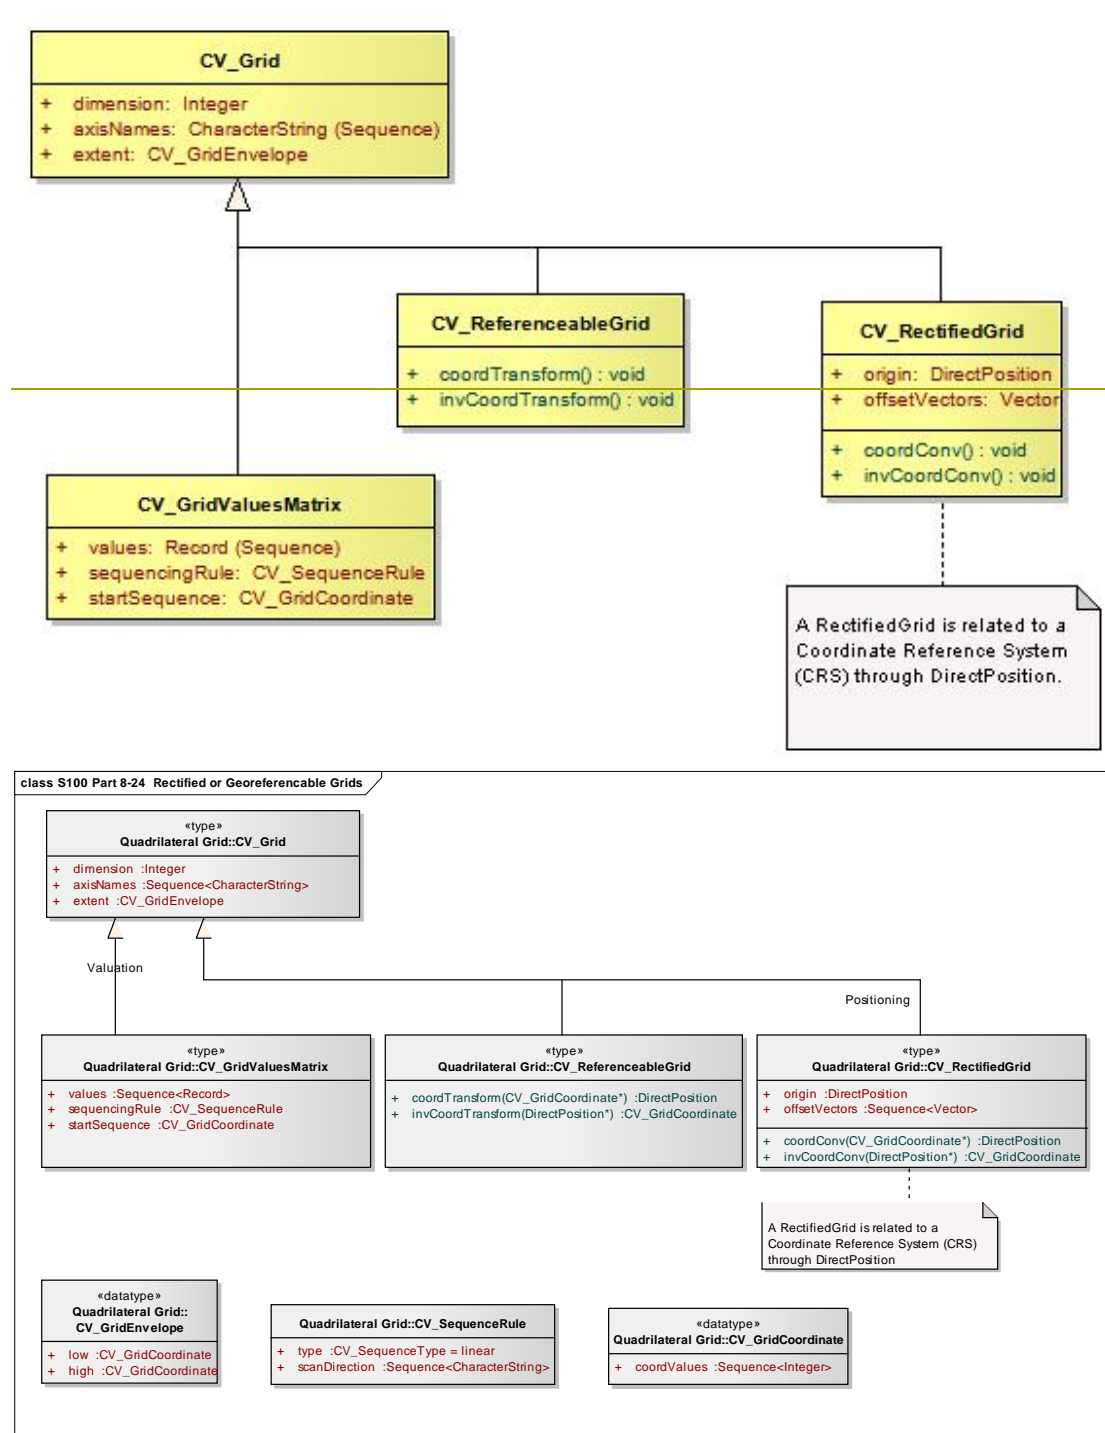 CV_Grid
+ dimension: Integer
+ axisNames: CharacterString (Sequence)
+ extent: CV_GridEnvelope
CV_ReferenceableGrid
+ coordTransform() : void
+ invCoordTransform() : void
CV_RectifiedGrid
+ origin: DirectPosition
+ offsetVectors: Vector
+ coordConv() : void
+ invCoordConv() : void
CV_GridValuesMatrix
+ values: Record (Sequence)
+ sequencingRule: CV_SequenceRule
+ startSequence: CV_GridCoordinate
A RectifiedGrid is related to a
Coordinate Reference System
(CRS) through DirectPosition.
class S100 Part 8-24 Rectified or Georeferencable Grids
«type»
Quadrilateral Grid::CV_Grid
+ dimension :Integer
+ axisNames :Sequence<CharacterString>
+ extent :CV_GridEnvelope
Valuation
Positioning
«type»
Quadrilateral Grid::CV_GridValuesMatrix
+ values :Sequence<Record>
+ sequencingRule :CV_SequenceRule
+ startSequence :CV_GridCoordinate
«type»
Quadrilateral Grid::CV_ReferenceableGrid
+ coordTransform(CV_GridCoordinate*) :DirectPosition
+ invCoordTransform(DirectPosition*) :CV_GridCoordinate
«type»
Quadrilateral Grid::CV_RectifiedGrid
+ origin :DirectPosition
+ offsetVectors :Sequence<Vector>
+ coordConv(CV_GridCoordinate*) :DirectPosition
+ invCoordConv(DirectPosition*) :CV_GridCoordinate
A RectifiedGrid is related to a
Coordinate Reference System (CRS)
through DirectPosition
«datatype»
Quadrilateral Grid::
CV_GridEnvelope
+ low :CV_GridCoordinate
+ high :CV_GridCoordinate
Quadrilateral Grid::CV_SequenceRule
+ type :CV_SequenceType = linear
+ scanDirection :Sequence<CharacterString>
«datatype»
Quadrilateral Grid::CV_GridCoordinate
+ coordValues :Sequence<Integer>